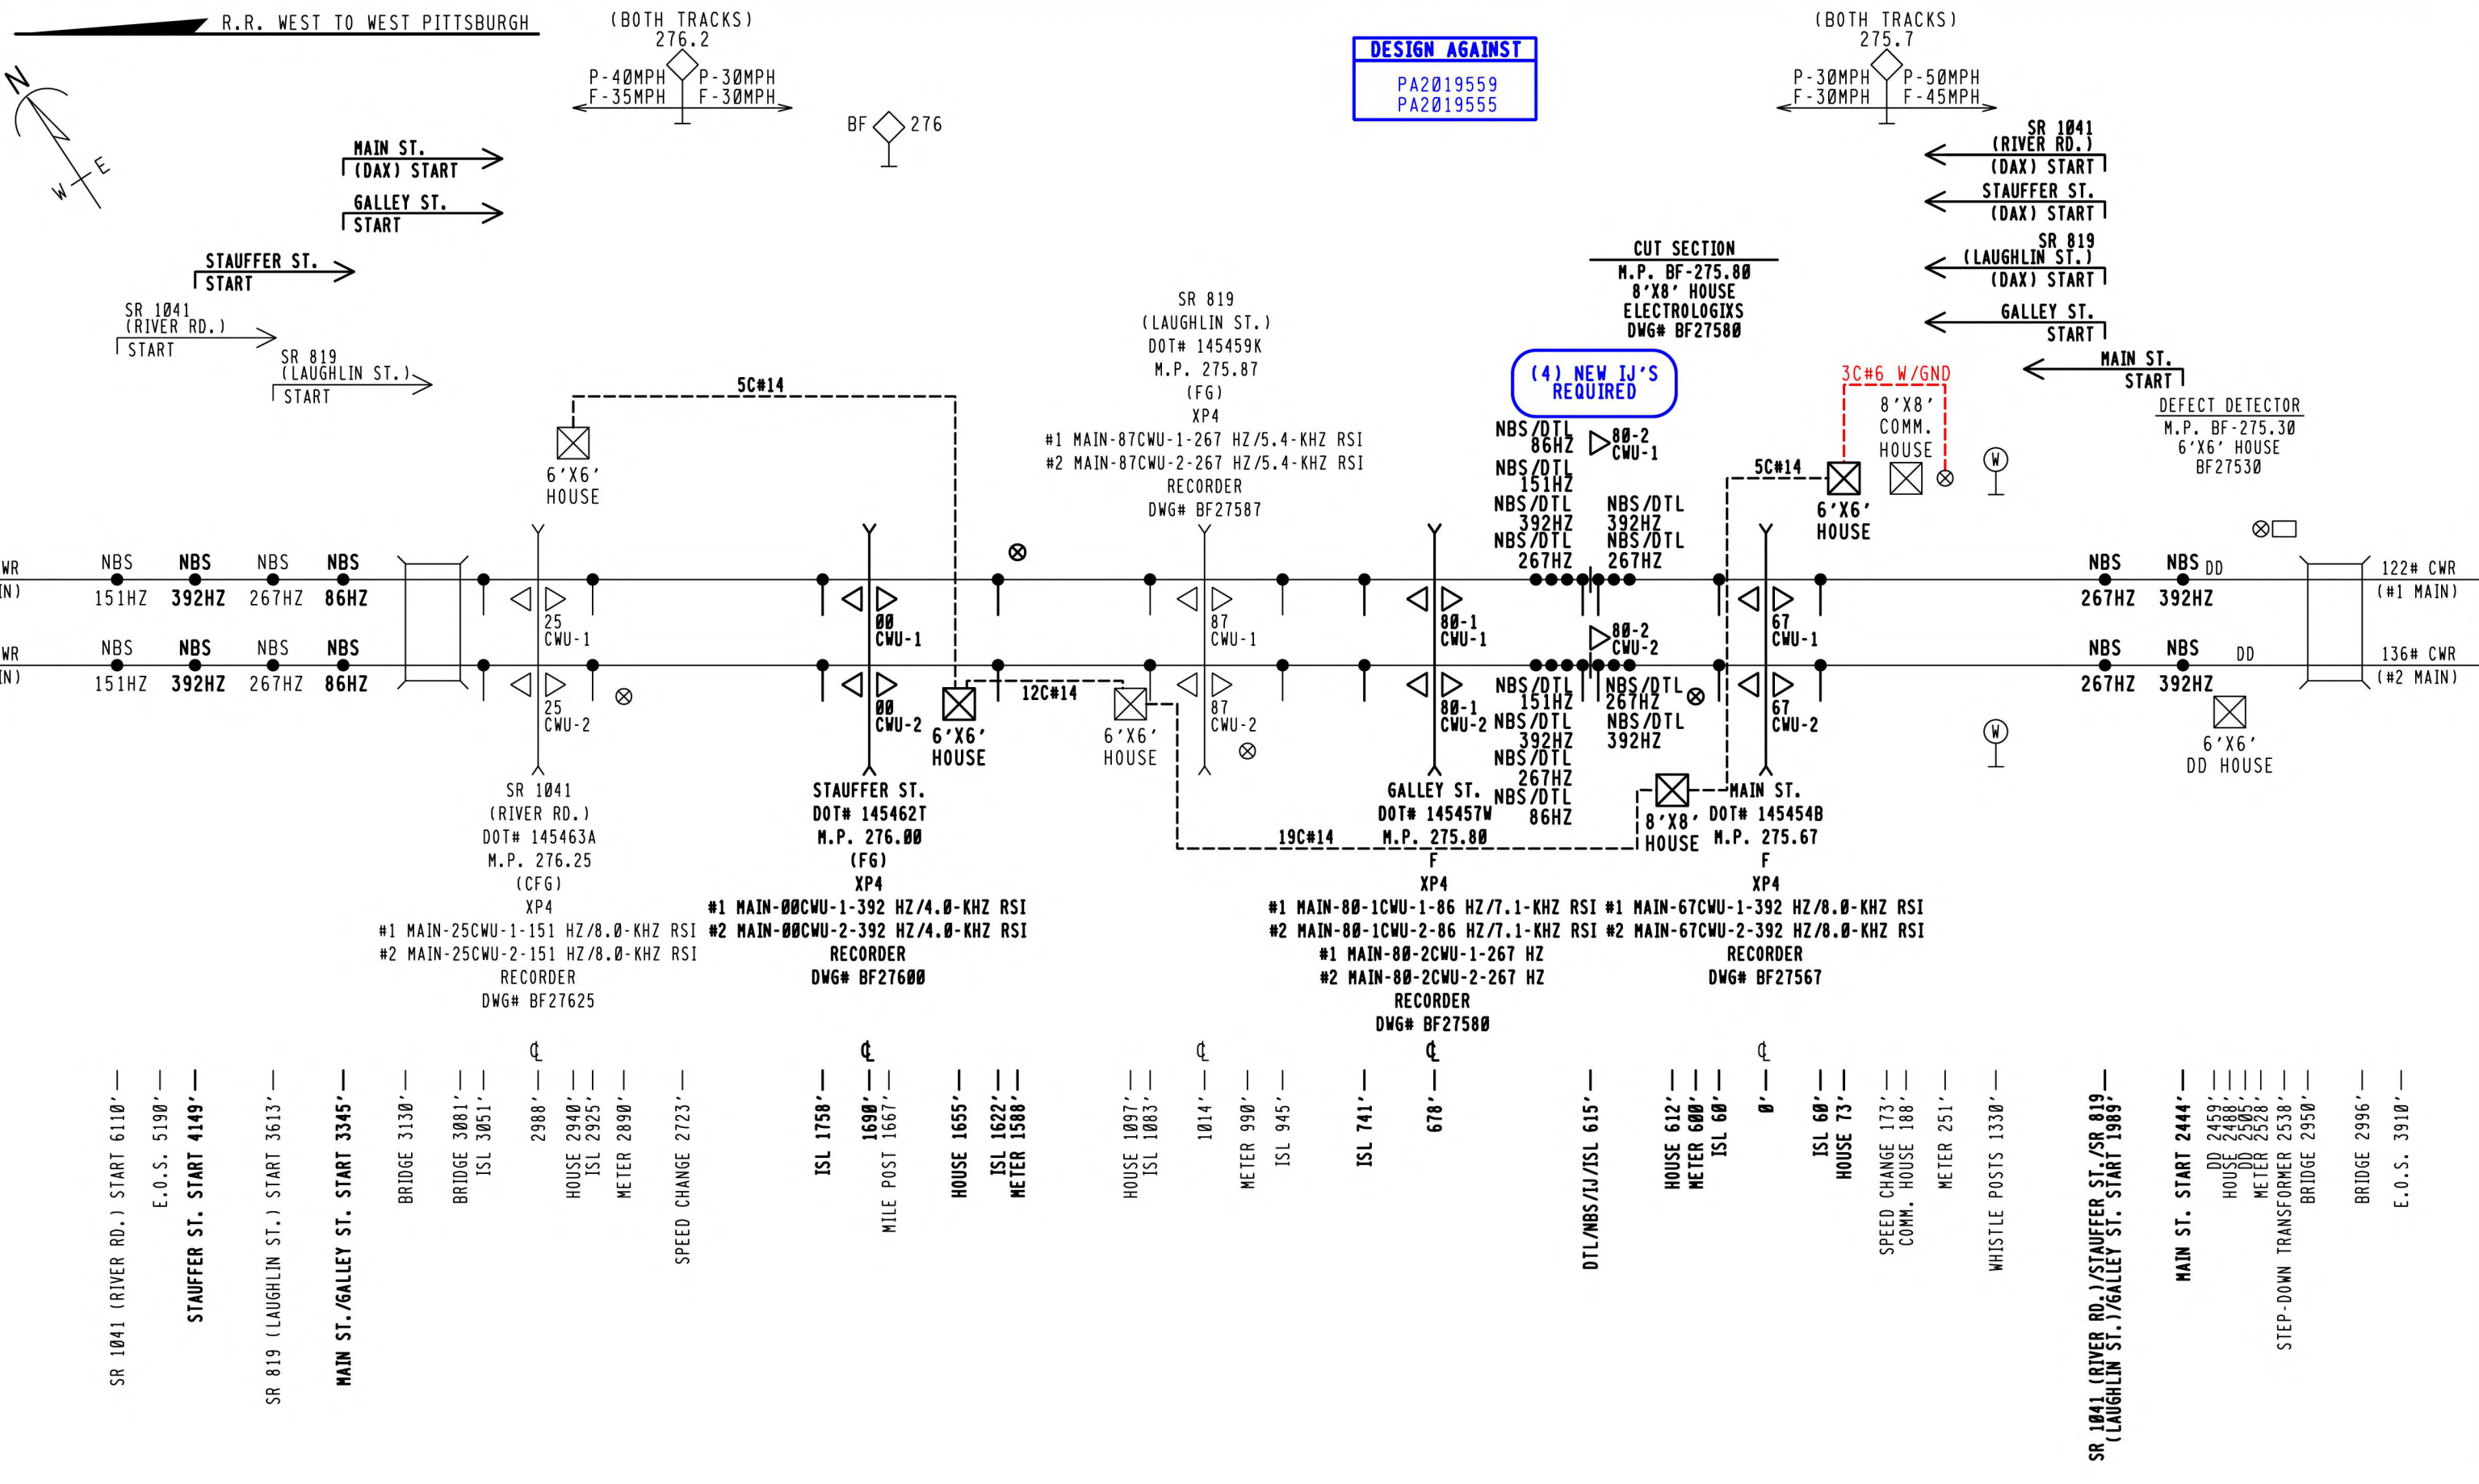 R.R. WEST TO WEST PITTSBURGH
N
W
E
(BOTH TRACKS)
276.2
P-40MPH P-30MPH
F-35MPH F-30MPH
BF 276
DESIGN AGAINST
PA2019559
PA2019555
(BOTH TRACKS)
275.7
P-30MPH P-50MPH
F-30MPH F-45MPH
MAIN ST.
(DAX) START
GALLEY ST.
START
STAUFFER ST.
START
SR 1041
(RIVER RD.)
START
SR 819
(LAUGHLIN ST.)
START
SR 1041
(RIVER RD.)
(DAX) START
STAUFFER ST.
(DAX) START
SR 819
(LAUGHLIN ST.)
(DAX) START
GALLEY ST.
START
MAIN ST.
START
CUT SECTION
M.P. BF-275.80
8'X8' HOUSE
ELECTROLOGIXS
DWG# BF27580
(4) NEW IJ'S
REQUIRED
DEFECT DETECTOR
M.P. BF-275.30
6'X6' HOUSE
BF27530
SR 819
(LAUGHLIN ST.)
DOT# 145459K
M.P. 275.87
(FG)
XP4
#1 MAIN-87CWU-1-267 HZ/5.4-KHZ RSI
#2 MAIN-87CWU-2-267 HZ/5.4-KHZ RSI
RECORDER
DWG# BF27587
5C#14
6'X6'
HOUSE
3C#6 W/GND
8'X8'
COMM.
HOUSE
5C#14
6'X6'
HOUSE
W
NBS/DTL
86HZ
80-2
CWU-1
NBS/DTL
151HZ
NBS/DTL
392HZ
NBS/DTL
267HZ
NBS/DTL
392HZ
NBS/DTL
267HZ
WR
IN)
NBS NBS NBS NBS
151HZ 392HZ 267HZ 86HZ
25
CWU-1
00
CWU-1
87
CWU-1
80-1
CWU-1
67
CWU-1
NBS NBS DD
267HZ 392HZ
122# CWR
(#1 MAIN)
80-2
CWU-2
WR
IN)
NBS NBS NBS NBS
151HZ 392HZ 267HZ 86HZ
25
CWU-2
00
CWU-2
87
CWU-2
80-1
CWU-2
67
CWU-2
NBS NBS DD
267HZ 392HZ
136# CWR
(#2 MAIN)
12C#14
6'X6'
HOUSE
6'X6'
HOUSE
NBS/DTL
151HZ
NBS/DTL
392HZ
NBS/DTL
267HZ
NBS/DTL
86HZ
NBS/DTL
267HZ
NBS/DTL
392HZ
W
6'X6'
DD HOUSE
19C#14
8'X8'
HOUSE
SR 1041
(RIVER RD.)
DOT# 145463A
M.P. 276.25
(CFG)
XP4
#1 MAIN-25CWU-1-151 HZ/8.0-KHZ RSI
#2 MAIN-25CWU-2-151 HZ/8.0-KHZ RSI
RECORDER
DWG# BF27625
STAUFFER ST.
DOT# 145462T
M.P. 276.00
(FG)
XP4
#1 MAIN-00CWU-1-392 HZ/4.0-KHZ RSI
#2 MAIN-00CWU-2-392 HZ/4.0-KHZ RSI
RECORDER
DWG# BF27600
GALLEY ST.
DOT# 145457W
M.P. 275.80
F
XP4
#1 MAIN-80-1CWU-1-86 HZ/7.1-KHZ RSI
#2 MAIN-80-1CWU-2-86 HZ/7.1-KHZ RSI
#1 MAIN-80-2CWU-1-267 HZ
#2 MAIN-80-2CWU-2-267 HZ
RECORDER
DWG# BF27580
MAIN ST.
DOT# 145454B
M.P. 275.67
F
XP4
#1 MAIN-67CWU-1-392 HZ/8.0-KHZ RSI
#2 MAIN-67CWU-2-392 HZ/8.0-KHZ RSI
RECORDER
DWG# BF27567
℄ ℄ ℄ ℄ ℄
SR 1041 (RIVER RD.) START 6110'
E.O.S. 5190'
STAUFFER ST. START 4149'
SR 819 (LAUGHLIN ST.) START 3613'
MAIN ST./GALLEY ST. START 3345'
BRIDGE 3130'
BRIDGE 3081'
ISL 3051'
2988'
HOUSE 2940'
ISL 2925'
METER 2890'
SPEED CHANGE 2723'
ISL 1758'
1690'
MILE POST 1667'
HOUSE 1655'
ISL 1622'
METER 1588'
HOUSE 1097'
ISL 1083'
1014'
METER 990'
ISL 945'
ISL 741'
678'
DTL/NBS/IJ/ISL 615'
HOUSE 612'
METER 600'
ISL 60'
0'
ISL 60'
HOUSE 73'
SPEED CHANGE 173'
COMM. HOUSE 188'
METER 251'
WHISTLE POSTS 1330'
SR 1041 (RIVER RD.)/STAUFFER ST./SR 819
(LAUGHLIN ST.)/GALLEY ST. START 1989'
MAIN ST. START 2444'
DD 2459'
HOUSE 2488'
DD 2505'
METER 2528'
STEP-DOWN TRANSFORMER 2538'
BRIDGE 2950'
BRIDGE 2996'
E.O.S. 3910'